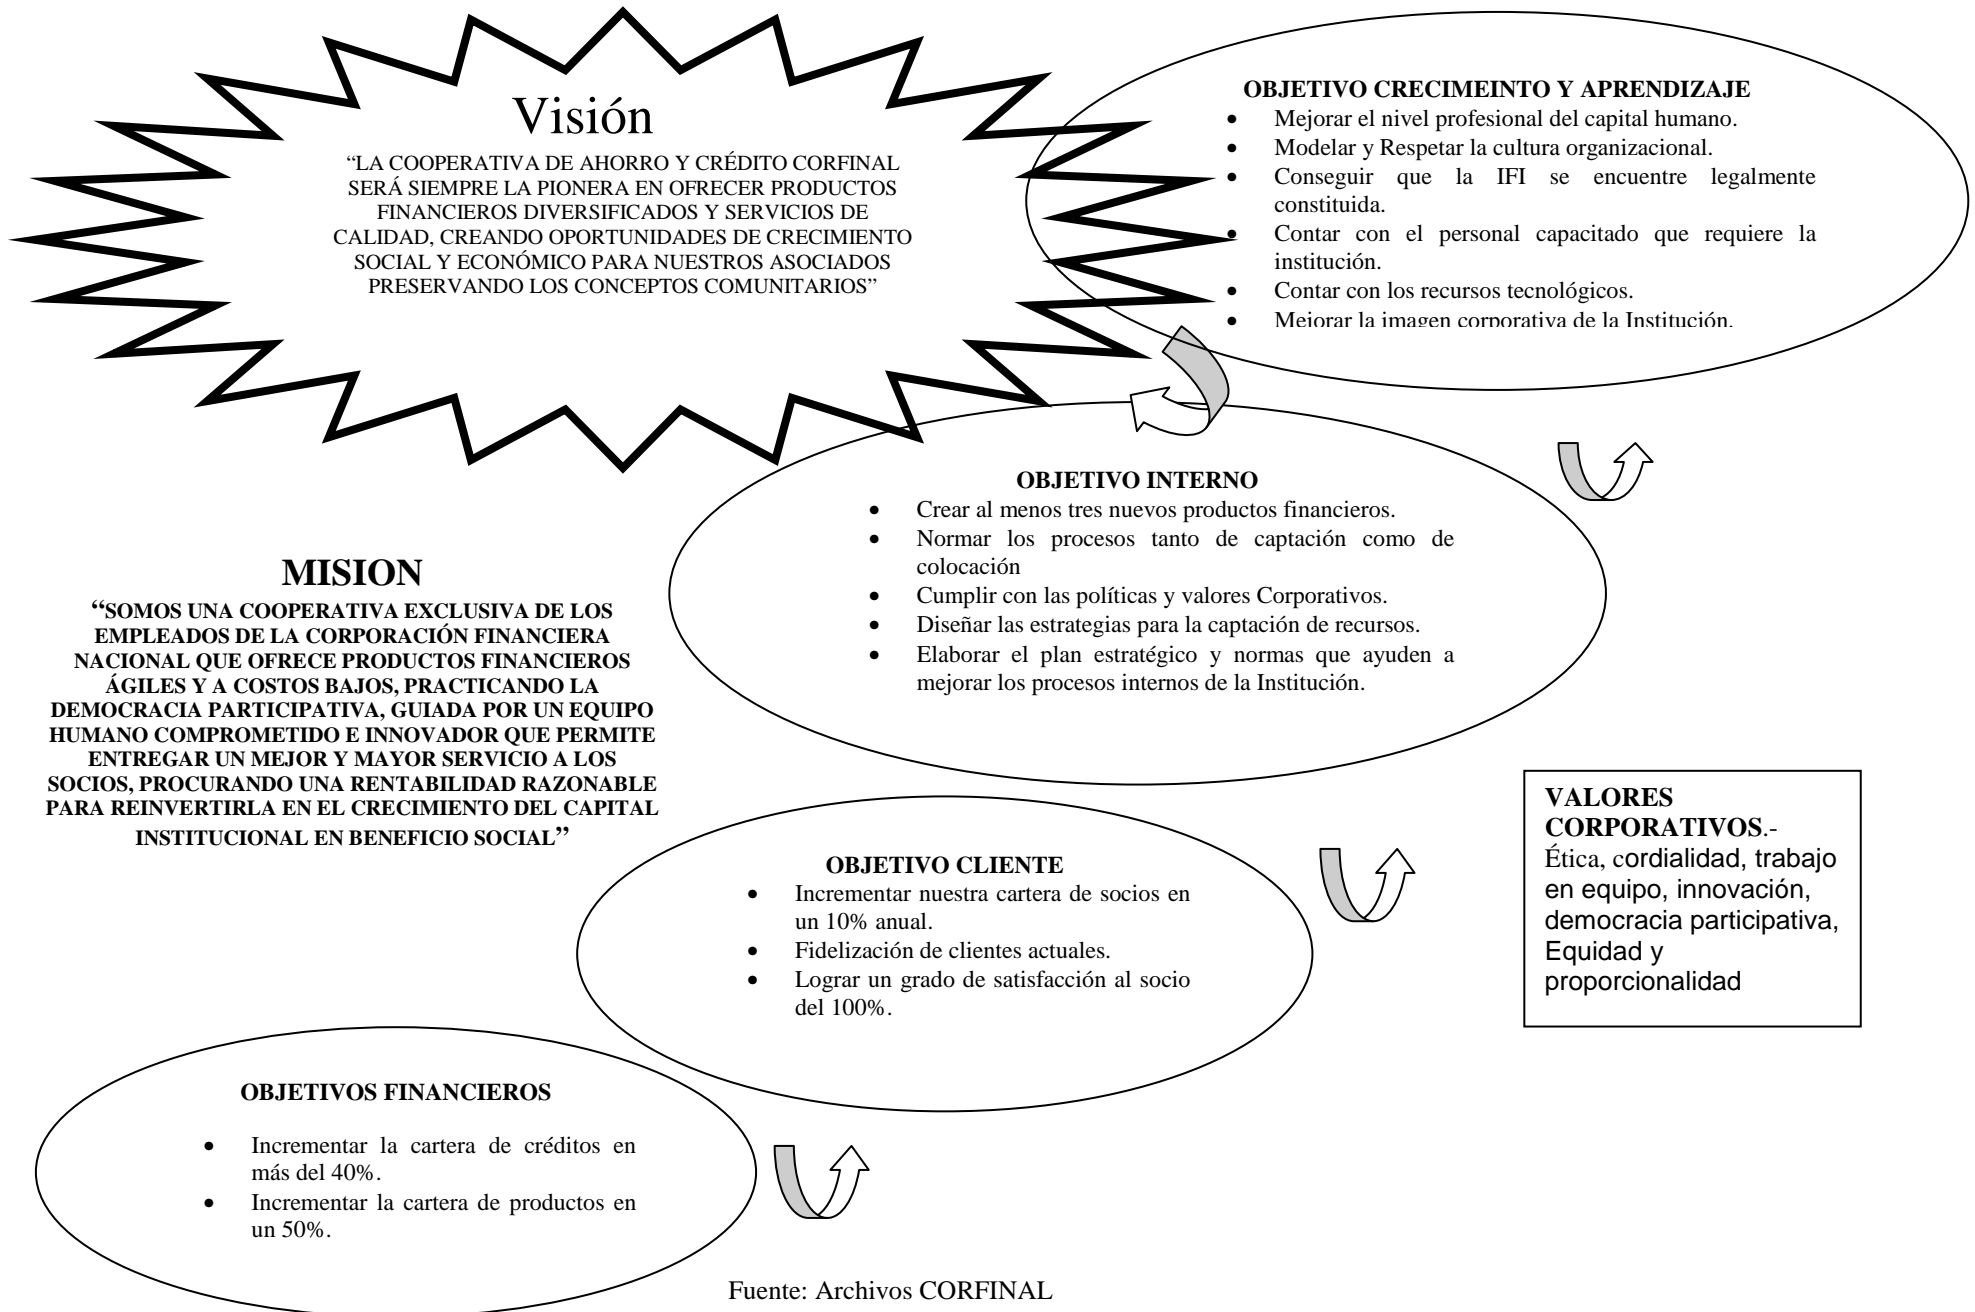 Visión
“LA COOPERATIVA DE AHORRO Y CRÉDITO CORFINAL
SERÁ SIEMPRE LA PIONERA EN OFRECER PRODUCTOS
FINANCIEROS DIVERSIFICADOS Y SERVICIOS DE
CALIDAD, CREANDO OPORTUNIDADES DE CRECIMIENTO
SOCIAL Y ECONÓMICO PARA NUESTROS ASOCIADOS
PRESERVANDO LOS CONCEPTOS COMUNITARIOS”
OBJETIVO CRECIMEINTO Y APRENDIZAJE
• Mejorar el nivel profesional del capital humano.
• Modelar y Respetar la cultura organizacional.
• Conseguir que la IFI se encuentre legalmente
constituida.
• Contar con el personal capacitado que requiere la
institución.
• Contar con los recursos tecnológicos.
• Mejorar la imagen corporativa de la Institución.
OBJETIVO INTERNO
• Crear al menos tres nuevos productos financieros.
• Normar los procesos tanto de captación como de
colocación
• Cumplir con las políticas y valores Corporativos.
• Diseñar las estrategias para la captación de recursos.
• Elaborar el plan estratégico y normas que ayuden a
mejorar los procesos internos de la Institución.
MISION
“SOMOS UNA COOPERATIVA EXCLUSIVA DE LOS
EMPLEADOS DE LA CORPORACIÓN FINANCIERA
NACIONAL QUE OFRECE PRODUCTOS FINANCIEROS
ÁGILES Y A COSTOS BAJOS, PRACTICANDO LA
DEMOCRACIA PARTICIPATIVA, GUIADA POR UN EQUIPO
HUMANO COMPROMETIDO E INNOVADOR QUE PERMITE
ENTREGAR UN MEJOR Y MAYOR SERVICIO A LOS
SOCIOS, PROCURANDO UNA RENTABILIDAD RAZONABLE
PARA REINVERTIRLA EN EL CRECIMIENTO DEL CAPITAL
INSTITUCIONAL EN BENEFICIO SOCIAL”
VALORES
CORPORATIVOS.-
Ética, cordialidad, trabajo
en equipo, innovación,
democracia participativa,
Equidad y
proporcionalidad
OBJETIVO CLIENTE
• Incrementar nuestra cartera de socios en
un 10% anual.
• Fidelización de clientes actuales.
• Lograr un grado de satisfacción al socio
del 100%.
OBJETIVOS FINANCIEROS
• Incrementar la cartera de créditos en
más del 40%.
• Incrementar la cartera de productos en
un 50%.
Fuente: Archivos CORFINAL